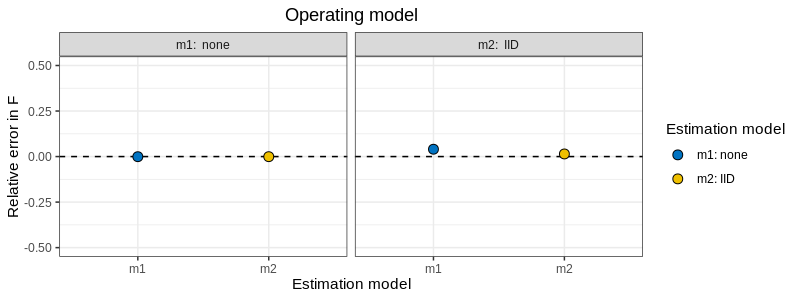 Operating model
m1: none
m2: IID
Relative error in F
0.50
0.25
0.00
-0.25
-0.50
m1
m2
m1
m2
Estimation model
Estimation model
m1: none
m2: IID